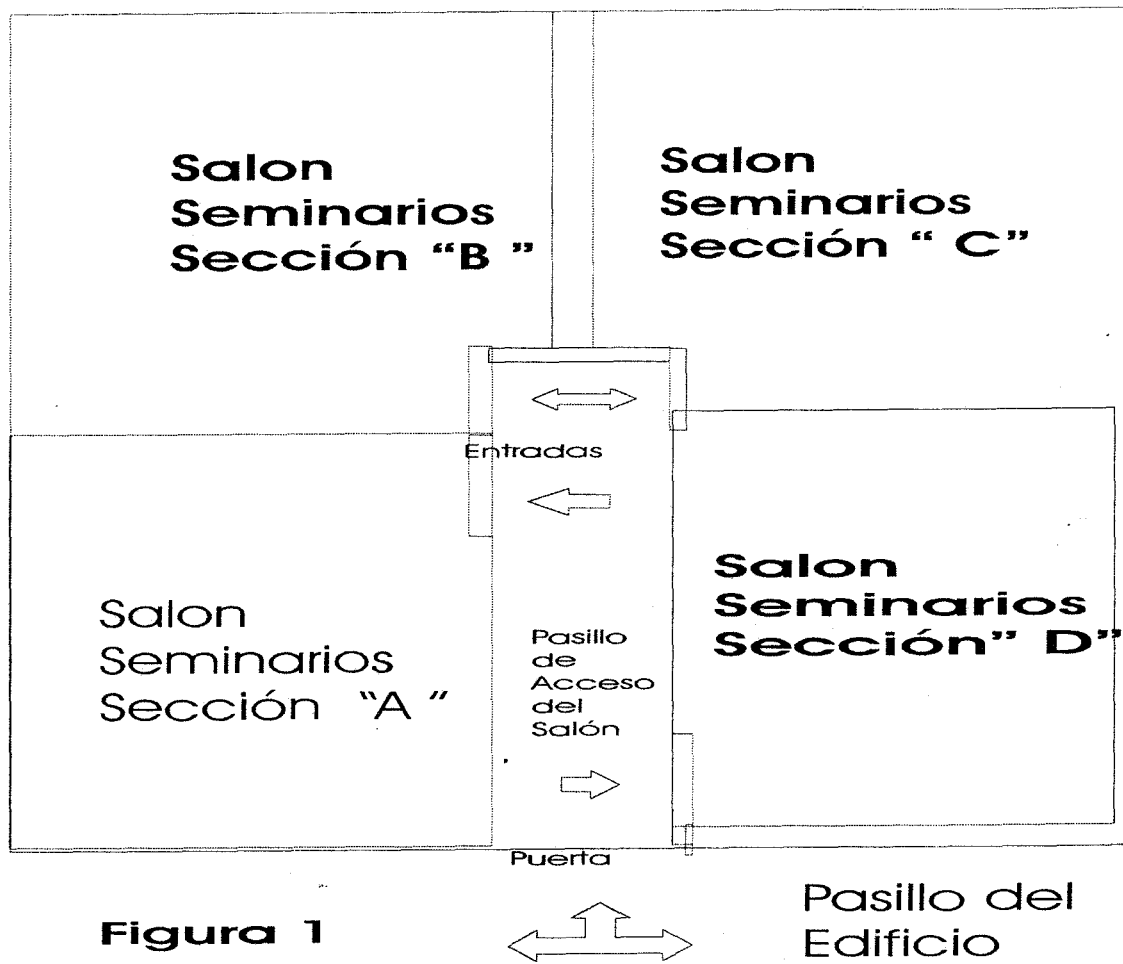 Salon
Seminarios
Sección “B ”
Salon
Seminarios
Sección “ C”
Entradas
Salon
Seminarios
Sección “A “
Pasillo
de
Acceso
del
Salón
Salon
Seminarios
Sección” D”
Puerta
Figura 1
Pasillo del
Edificio